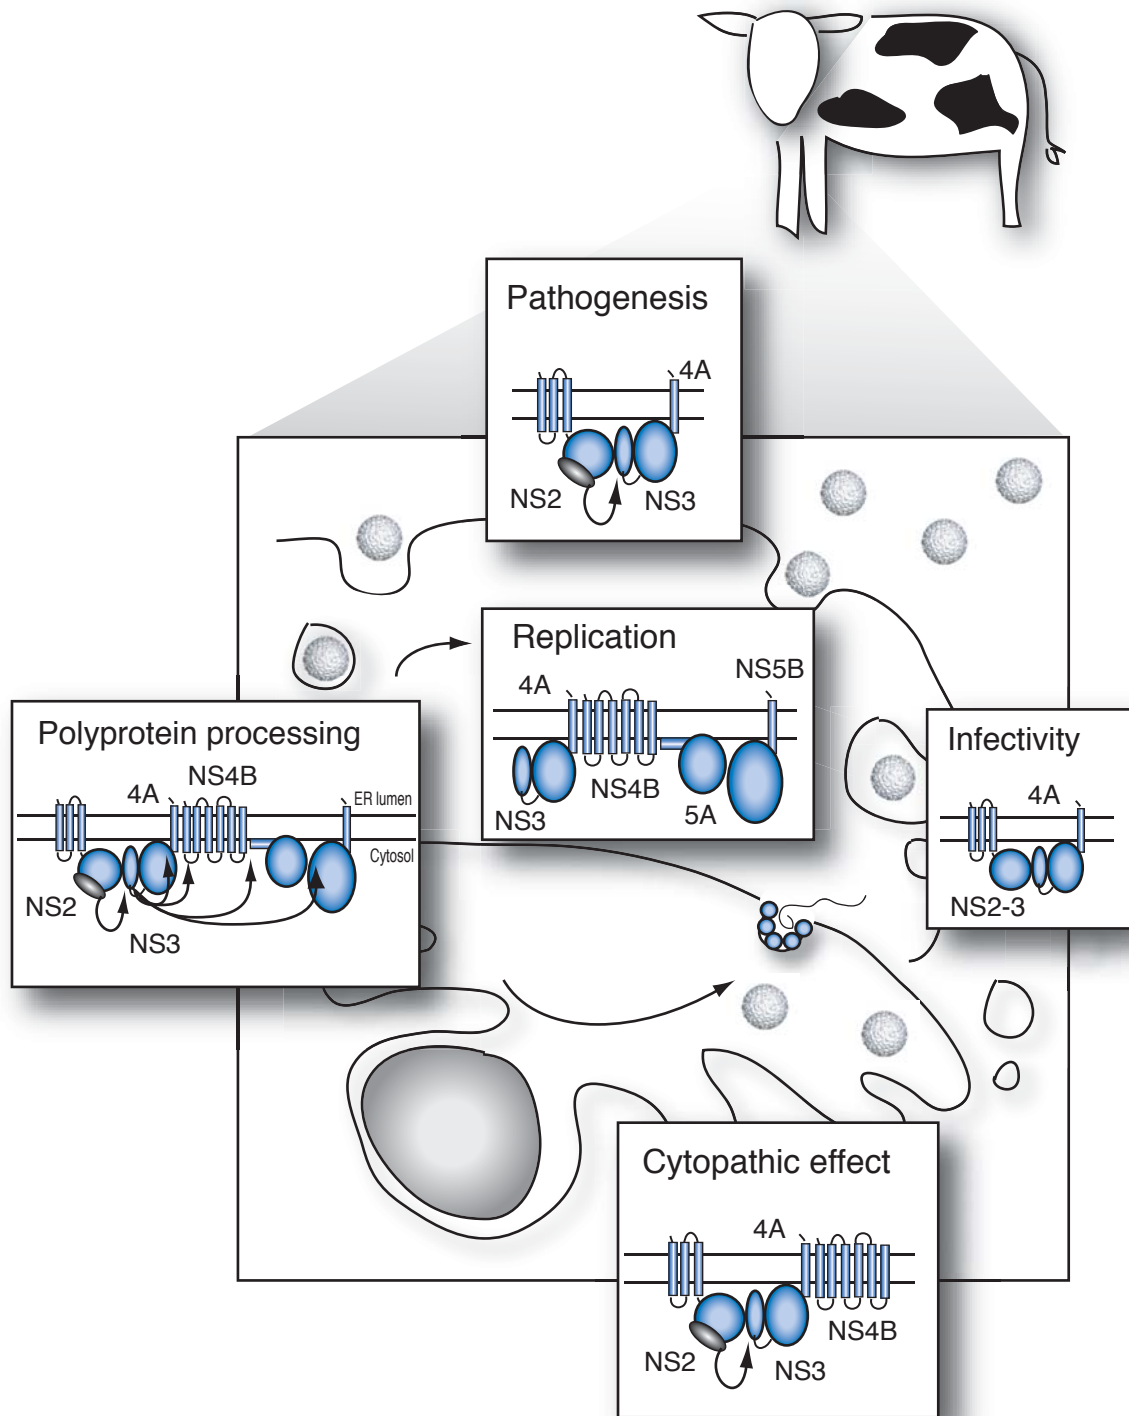 Pathogenesis
4A
NS2
NS3
Replication
4A
NS5B
NS4B
NS3
5A
Polyprotein processing
NS4B
4A
ER lumen
Cytosol
NS2
NS3
Infectivity
4A
NS2-3
Cytopathic effect
4A
NS4B
NS2
NS3